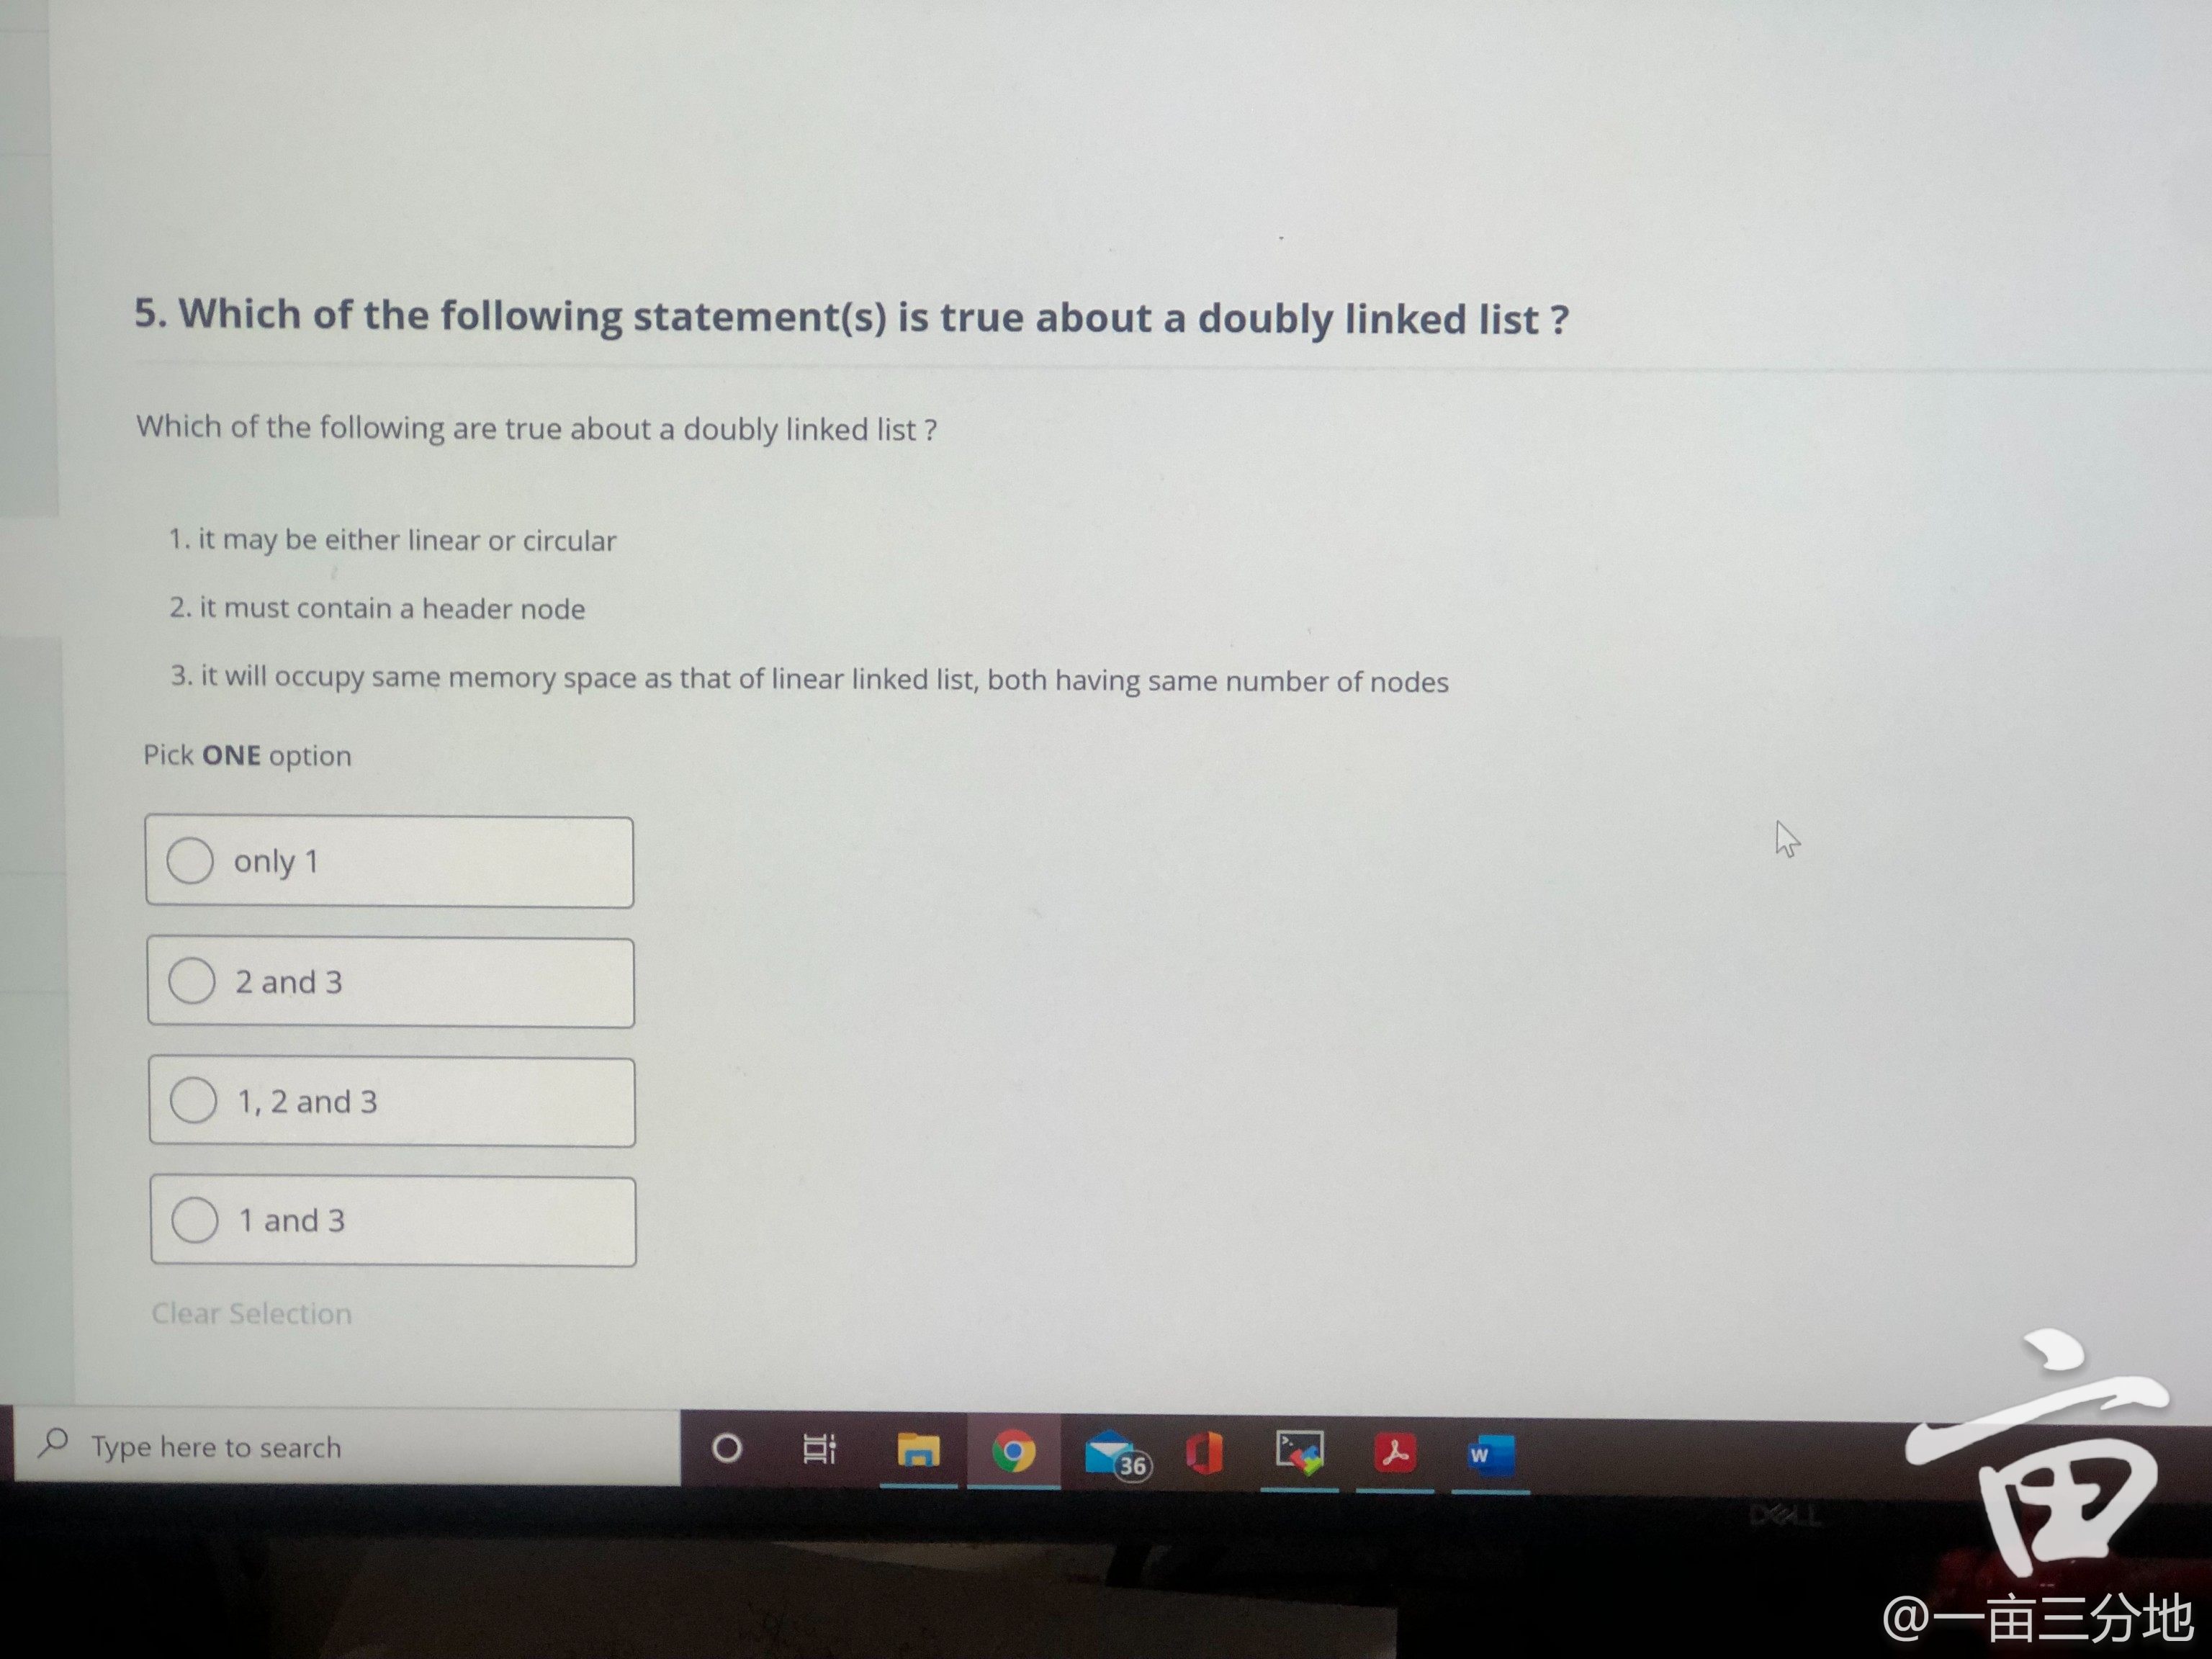 5. Which of the following statement(s) is true about a doubly linked list ?
Which of the following are true about a doubly linked list ?
1. it may be either linear or circular
2. it must contain a header node
3. it will occupy same memory space as that of linear linked list, both having same number of nodes
Pick ONE option
only 1
2 and 3
1, 2 and 3
1 and 3
Clear Selection
Type here to search
36
W
DELL
亩
@一亩三分地